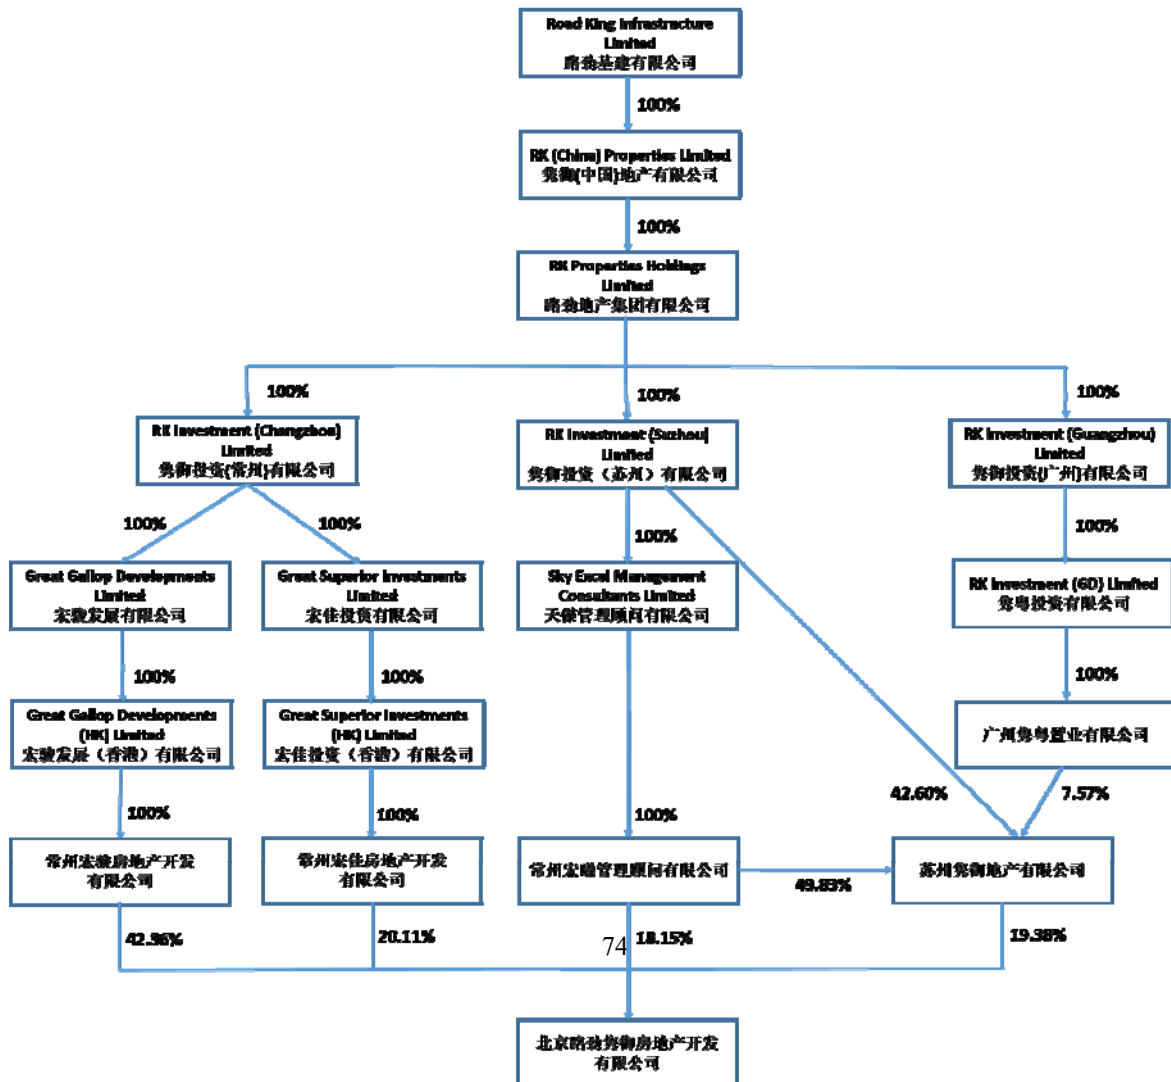 Road King Infrastructure
Limited
路劲基建有限公司
100%
RK (China) Properties Limited
隽御(中国)地产有限公司
100%
RK Properties Holdings
Limited
路劲地产集团有限公司
100%
100%
100%
RK Investment (Changzhou)
Limited
隽御投资(常州)有限公司
RK Investment (Suzhou)
Limited
隽御投资（苏州）有限公司
RK Investment (Guangzhou)
Limited
隽御投资(广州)有限公司
100%
100%
100%
100%
Great Gallop Developments
Limited
宏骏发展有限公司
Great Superior Investments
Limited
宏佳投资有限公司
Sky Excel Management
Consultants Limited
天傑管理顾问有限公司
RK Investment (GD) Limited
隽粤投资有限公司
100%
100%
100%
Great Gallop Developments
(HK) Limited
宏骏发展（香港）有限公司
Great Superior Investments
(HK) Limited
宏佳投资（香港）有限公司
广州隽粤置业有限公司
42.60%
7.57%
100%
100%
100%
常州宏骏房地产开发
有限公司
常州宏佳房地产开发
有限公司
常州宏瞻管理顾问有限公司
49.83%
苏州隽御地产有限公司
42.36%
20.11%
74
18.15%
19.38%
北京路劲隽御房地产开发
有限公司